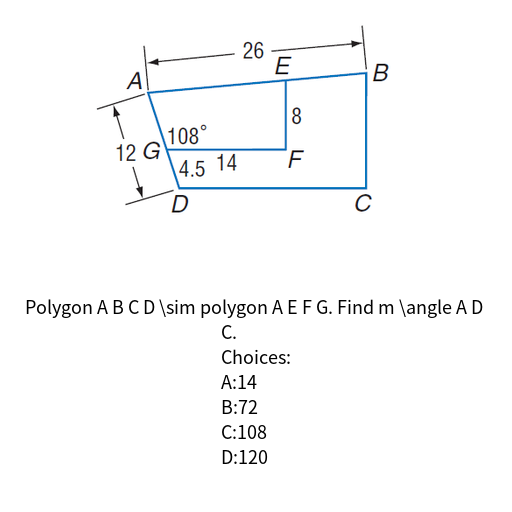 26
E
B
A
8
108°
12 G
F
4.5 14
D
C
Polygon A B C D \sim polygon A E F G. Find m \angle A D
C.
Choices:
A:14
B:72
C:108
D:120